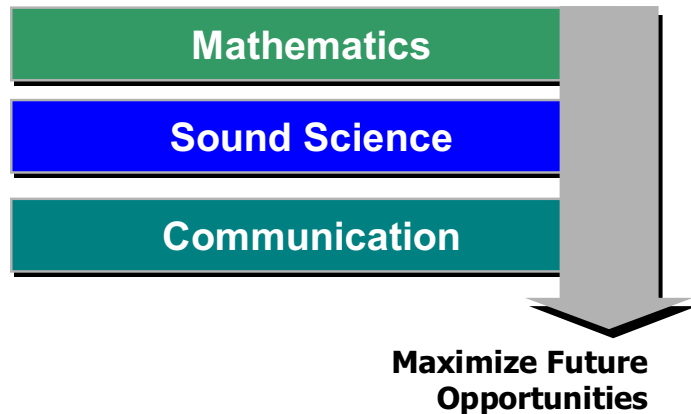 Mathematics
Sound Science
Communication
Maximize Future
Opportunities